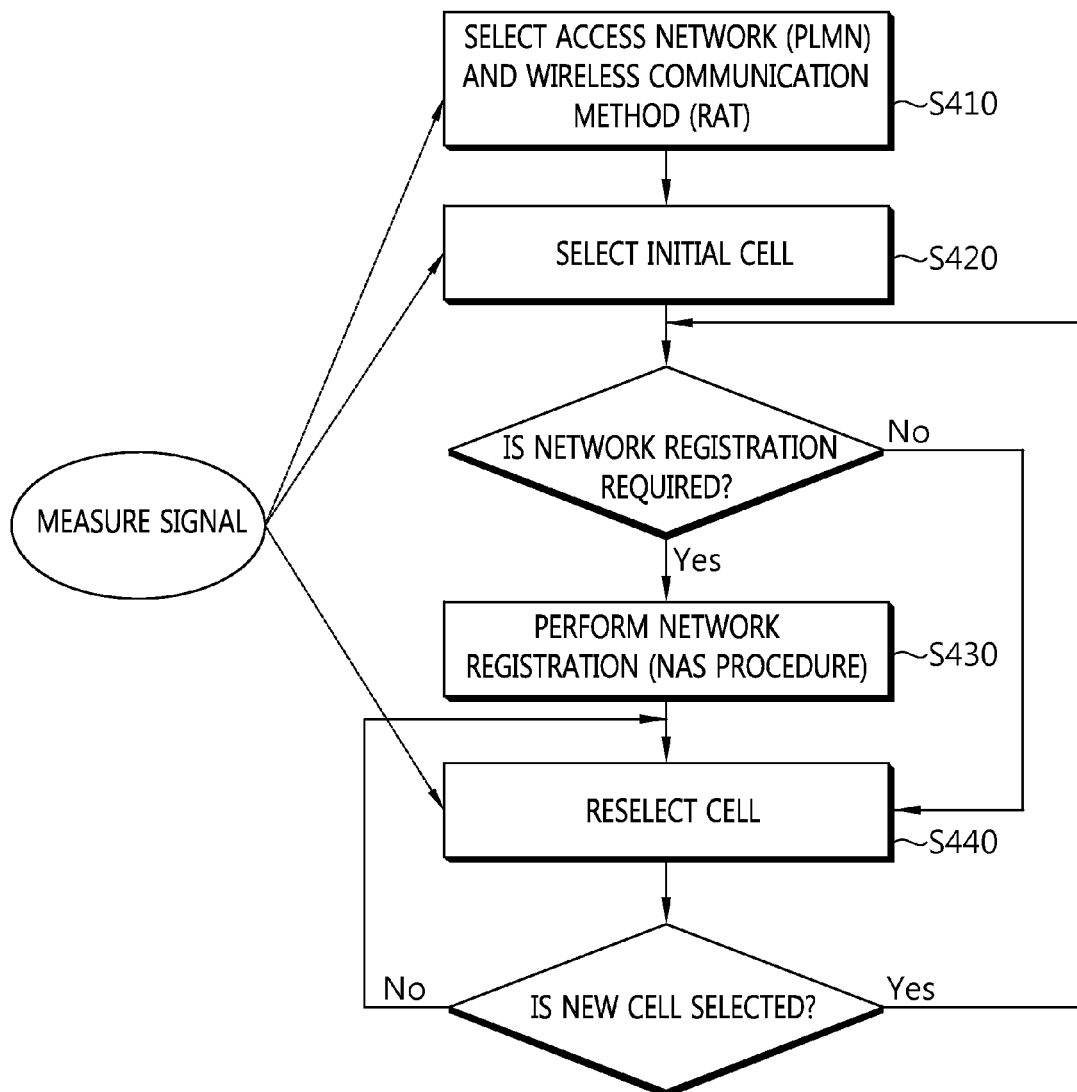 SELECT ACCESS NETWORK (PLMN)
AND WIRELESS COMMUNICATION
METHOD (RAT)
S410
SELECT INITIAL CELL
S420
IS NETWORK REGISTRATION
REQUIRED?
No
Yes
MEASURE SIGNAL
PERFORM NETWORK
REGISTRATION (NAS PROCEDURE)
S430
RESELECT CELL
S440
IS NEW CELL SELECTED?
No
Yes